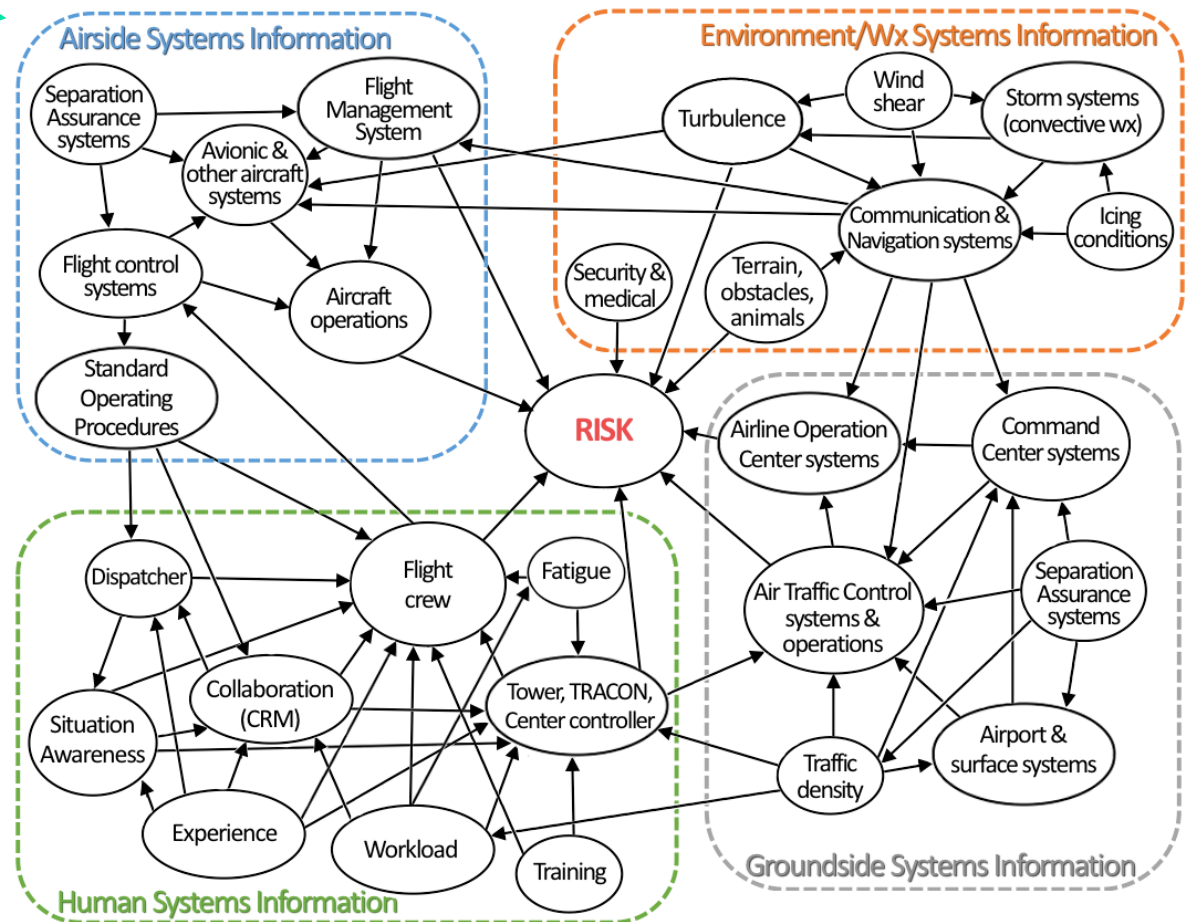 Airside Systems Information
Separation
Assurance
systems
Flight
Management
System
Avionic &
other aircraft
systems
Flight control
systems
Aircraft
operations
Standard
Operating
Procedures
Environment/Wx Systems Information
Wind
shear
Turbulence
Storm systems
(convective wx)
Communication &
Navigation systems
Icing
conditions
Security &
medical
Terrain,
obstacles,
animals
RISK
Airline Operation
Center systems
Command
Center systems
Air Traffic Control
systems &
operations
Separation
Assurance
systems
Traffic
density
Airport &
surface systems
Groundside Systems Information
Dispatcher
Flight
crew
Fatigue
Collaboration
(CRM)
Tower, TRACON,
Center controller
Situation
Awareness
Experience
Workload
Training
Human Systems Information